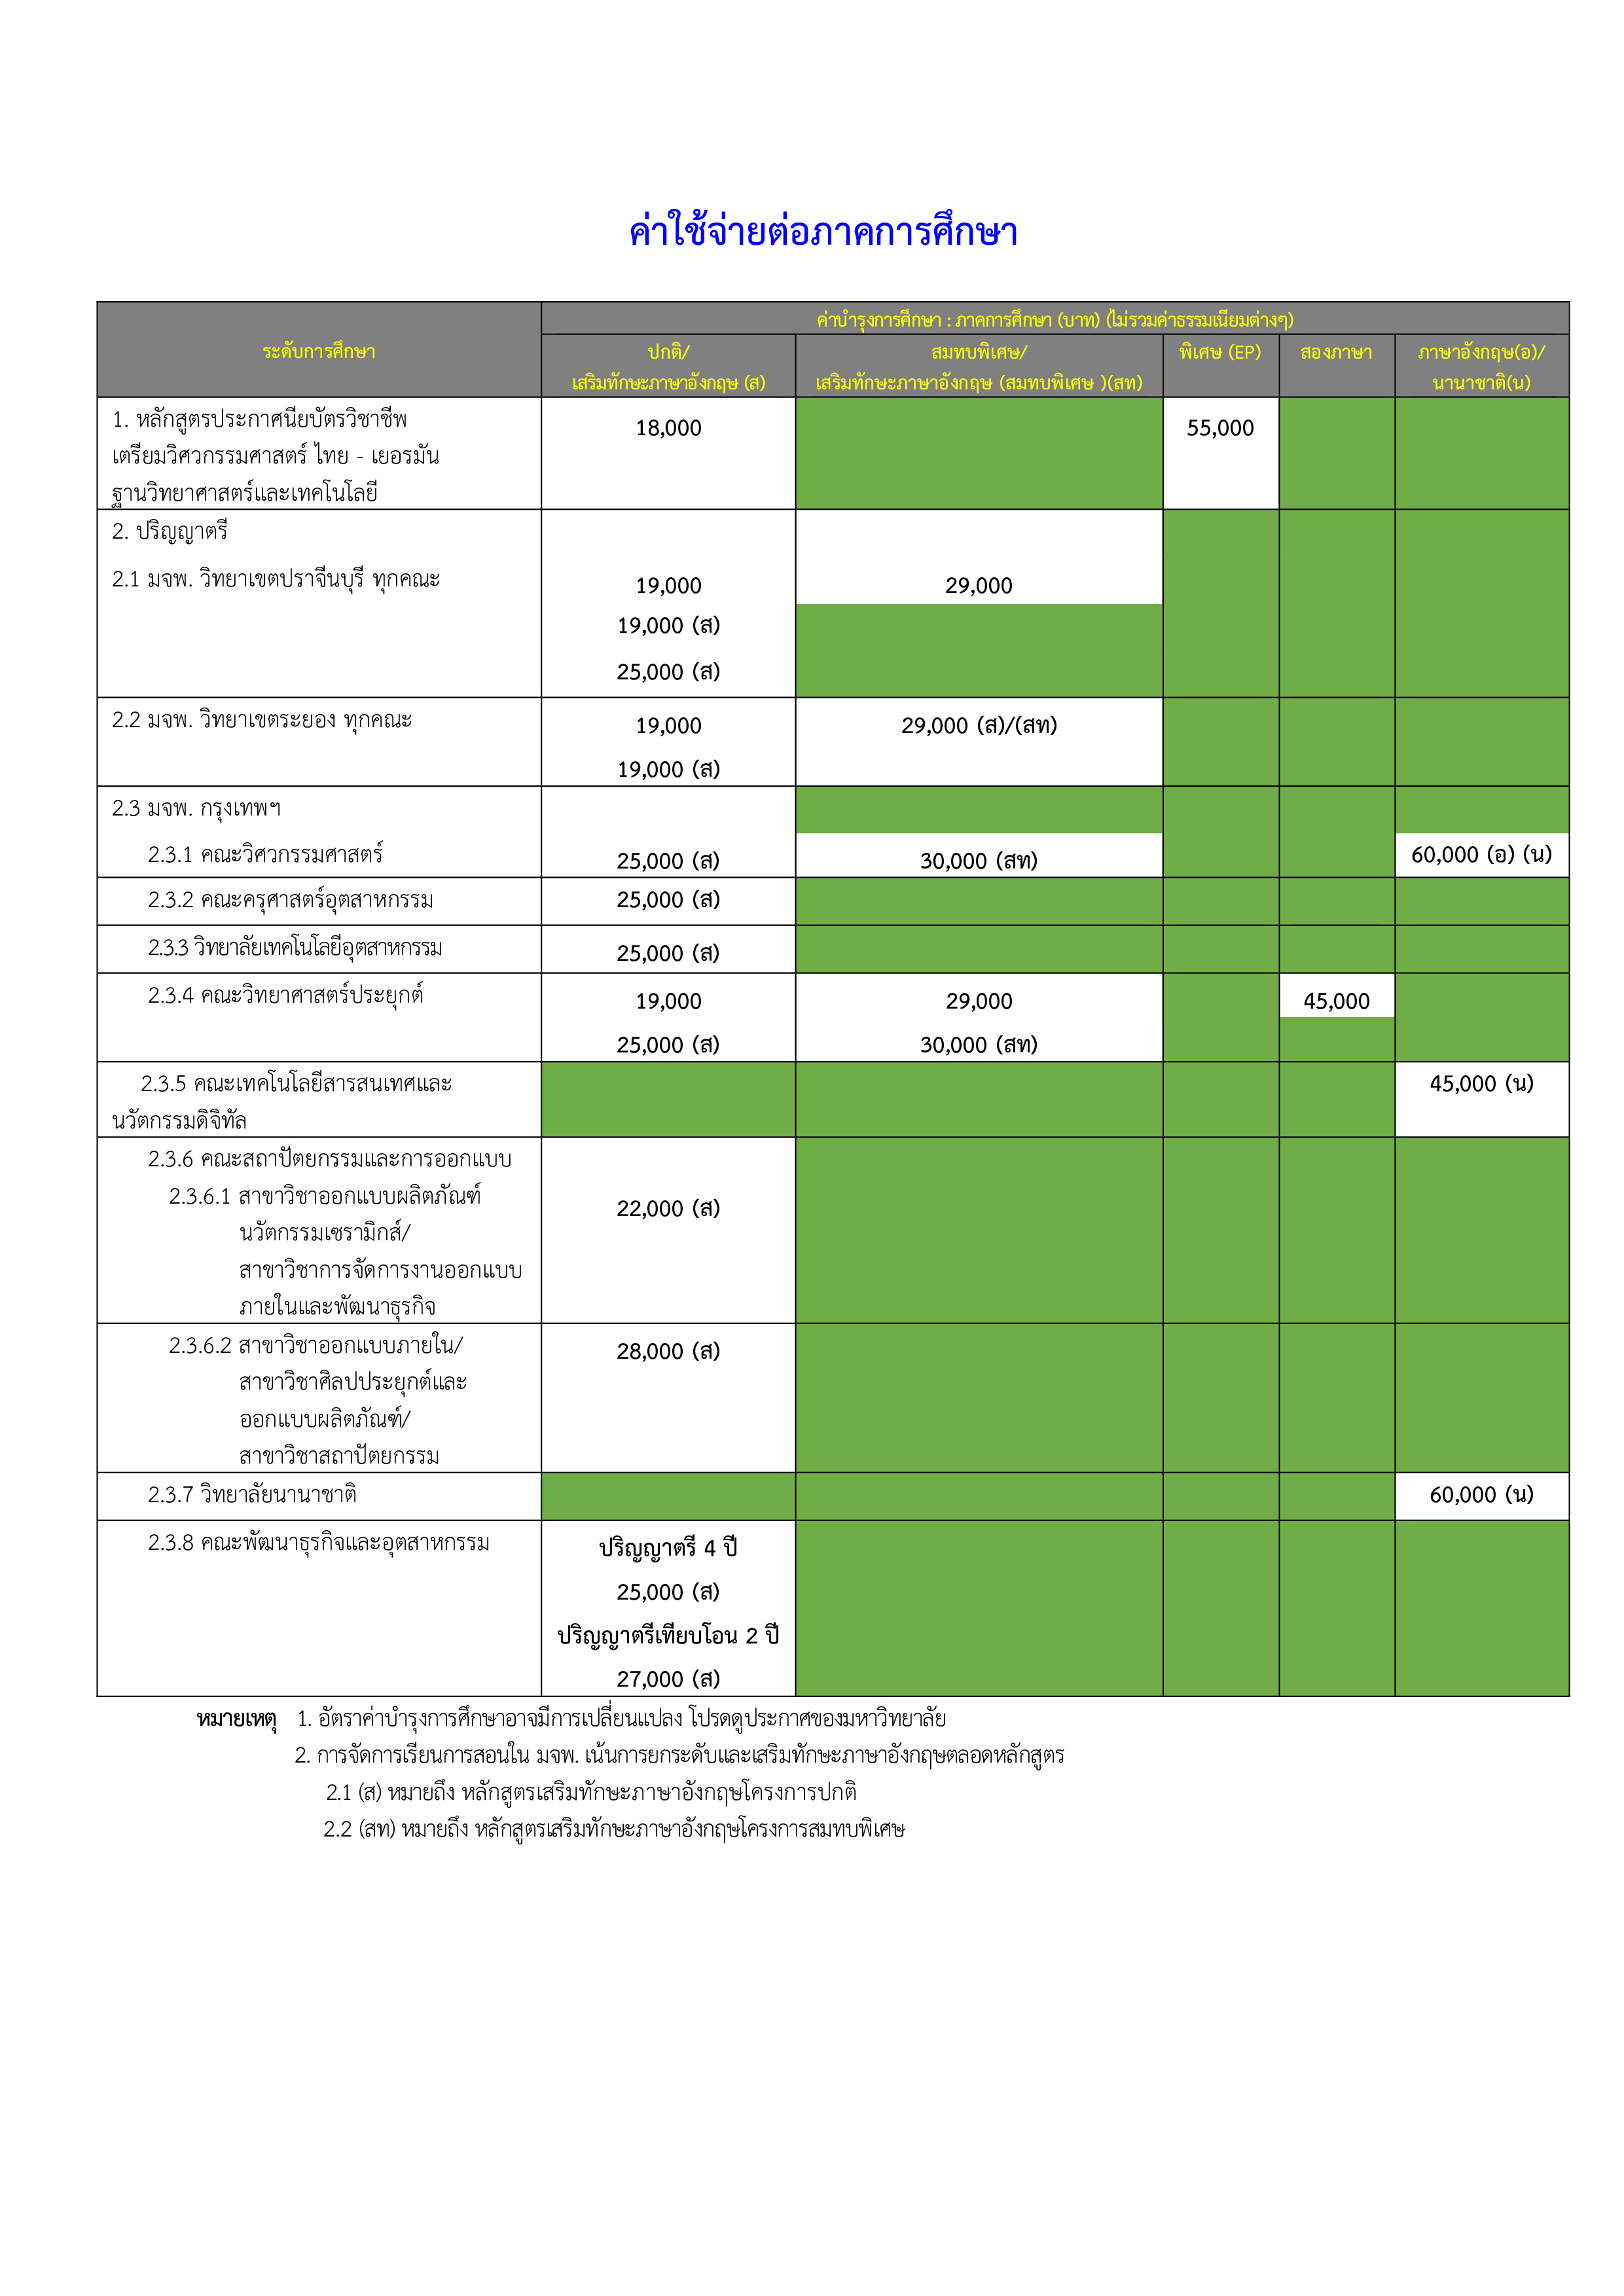 ค่าใช้จ่ายต่อภาคการศึกษา
ระดับการศึกษา
ค่าบำรุงการศึกษา : ภาคการศึกษา (บาท) (ไม่รวมค่าธรรมเนียมต่างๆ)
ปกติ/
เสริมทักษะภาษาอังกฤษ (ส)
สมทบพิเศษ/
เสริมทักษะภาษาอังกฤษ (สมทบพิเศษ )(สท)
พิเศษ (EP)
สองภาษา
ภาษาอังกฤษ(อ)/
นานาชาติ(น)
1. หลักสูตรประกาศนียบัตรวิชาชีพ
เตรียมวิศวกรรมศาสตร์ ไทย - เยอรมัน
ฐานวิทยาศาสตร์และเทคโนโลยี
18,000
55,000
2. ปริญญาตรี
2.1 มจพ. วิทยาเขตปราจีนบุรี ทุกคณะ
19,000
29,000
19,000 (ส)
25,000 (ส)
2.2 มจพ. วิทยาเขตระยอง ทุกคณะ
19,000
29,000 (ส)/(สท)
19,000 (ส)
2.3 มจพ. กรุงเทพฯ
2.3.1 คณะวิศวกรรมศาสตร์
25,000 (ส)
30,000 (สท)
60,000 (อ) (น)
2.3.2 คณะครุศาสตร์อุตสาหกรรม
25,000 (ส)
2.3.3 วิทยาลัยเทคโนโลยีอุตสาหกรรม
25,000 (ส)
2.3.4 คณะวิทยาศาสตร์ประยุกต์
19,000
29,000
45,000
25,000 (ส)
30,000 (สท)
2.3.5 คณะเทคโนโลยีสารสนเทศและ
นวัตกรรมดิจิทัล
45,000 (น)
2.3.6 คณะสถาปัตยกรรมและการออกแบบ
2.3.6.1 สาขาวิชาออกแบบผลิตภัณฑ์
นวัตกรรมเซรามิกส์/
สาขาวิชาการจัดการงานออกแบบ
ภายในและพัฒนาธุรกิจ
22,000 (ส)
2.3.6.2 สาขาวิชาออกแบบภายใน/
สาขาวิชาศิลปประยุกต์และ
ออกแบบผลิตภัณฑ์/
สาขาวิชาสถาปัตยกรรม
28,000 (ส)
2.3.7 วิทยาลัยนานาชาติ
60,000 (น)
2.3.8 คณะพัฒนาธุรกิจและอุตสาหกรรม
ปริญญาตรี 4 ปี
25,000 (ส)
ปริญญาตรีเทียบโอน 2 ปี
27,000 (ส)
หมายเหตุ 1. อัตราค่าบำรุงการศึกษาอาจมีการเปลี่ยนแปลง โปรดดูประกาศของมหาวิทยาลัย
2. การจัดการเรียนการสอนใน มจพ. เน้นการยกระดับและเสริมทักษะภาษาอังกฤษตลอดหลักสูตร
2.1 (ส) หมายถึง หลักสูตรเสริมทักษะภาษาอังกฤษโครงการปกติ
2.2 (สท) หมายถึง หลักสูตรเสริมทักษะภาษาอังกฤษโครงการสมทบพิเศษ